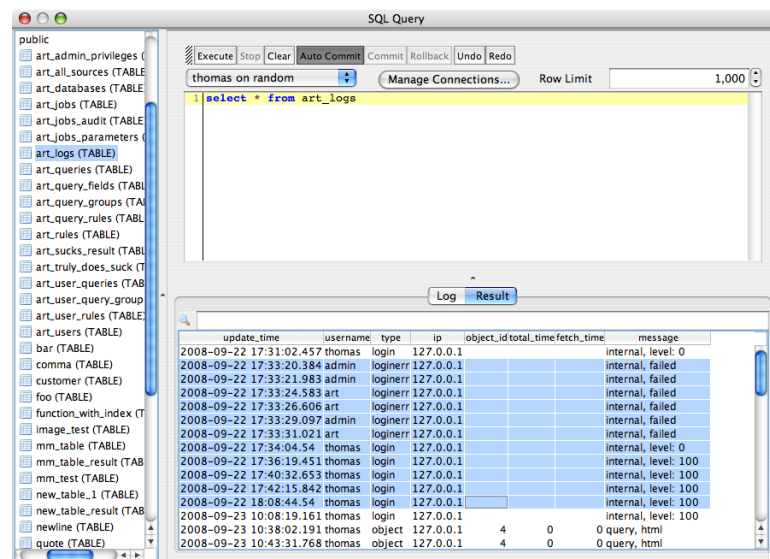 SQL Query
public
art_admin_privileges (
art_all_sources (TABLE
art_databases (TABLE
art_jobs (TABLE)
art_jobs_audit (TABLE)
art_jobs_parameters (
art_logs (TABLE)
art_queries (TABLE)
art_query_fields (TABL
art_query_groups (TA
art_query_rules (TABL
art_rules (TABLE)
art_sucks_result (TABL
art_truly_does_suck (T
art_user_queries (TAB
art_user_query_group
art_user_rules (TABLE)
art_users (TABLE)
bar (TABLE)
comma (TABLE)
customer (TABLE)
foo (TABLE)
function_with_index (T
image_test (TABLE)
mm_table (TABLE)
mm_table_result (TAB
mm_test (TABLE)
new_table_1 (TABLE)
new_table_result (TAB
newline (TABLE)
quote (TABLE)
Execute Stop Clear Auto Commit Commit Rollback Undo Redo
thomas on random Manage Connections... Row Limit 1,000
1 select * from art_logs
Log Result
update_time username type ip object_id total_time fetch_time message
2008-09-22 17:31:02.457 thomas login 127.0.0.1 internal, level: 0
2008-09-22 17:33:20.384 admin loginerr 127.0.0.1 internal, failed
2008-09-22 17:33:21.983 admin loginerr 127.0.0.1 internal, failed
2008-09-22 17:33:24.583 art loginerr 127.0.0.1 internal, failed
2008-09-22 17:33:26.606 art loginerr 127.0.0.1 internal, failed
2008-09-22 17:33:29.097 admin loginerr 127.0.0.1 internal, failed
2008-09-22 17:33:31.021 art loginerr 127.0.0.1 internal, failed
2008-09-22 17:34:04.54 thomas login 127.0.0.1 internal, level: 0
2008-09-22 17:36:19.451 thomas login 127.0.0.1 internal, level: 100
2008-09-22 17:40:32.653 thomas login 127.0.0.1 internal, level: 100
2008-09-22 17:42:15.842 thomas login 127.0.0.1 internal, level: 100
2008-09-22 18:08:44.54 thomas login 127.0.0.1 internal, level: 100
2008-09-23 10:08:19.161 thomas login 127.0.0.1 internal, level: 100
2008-09-23 10:38:02.191 thomas object 127.0.0.1 4 0 0 query, html
2008-09-23 10:43:31.768 thomas object 127.0.0.1 4 0 0 query, html